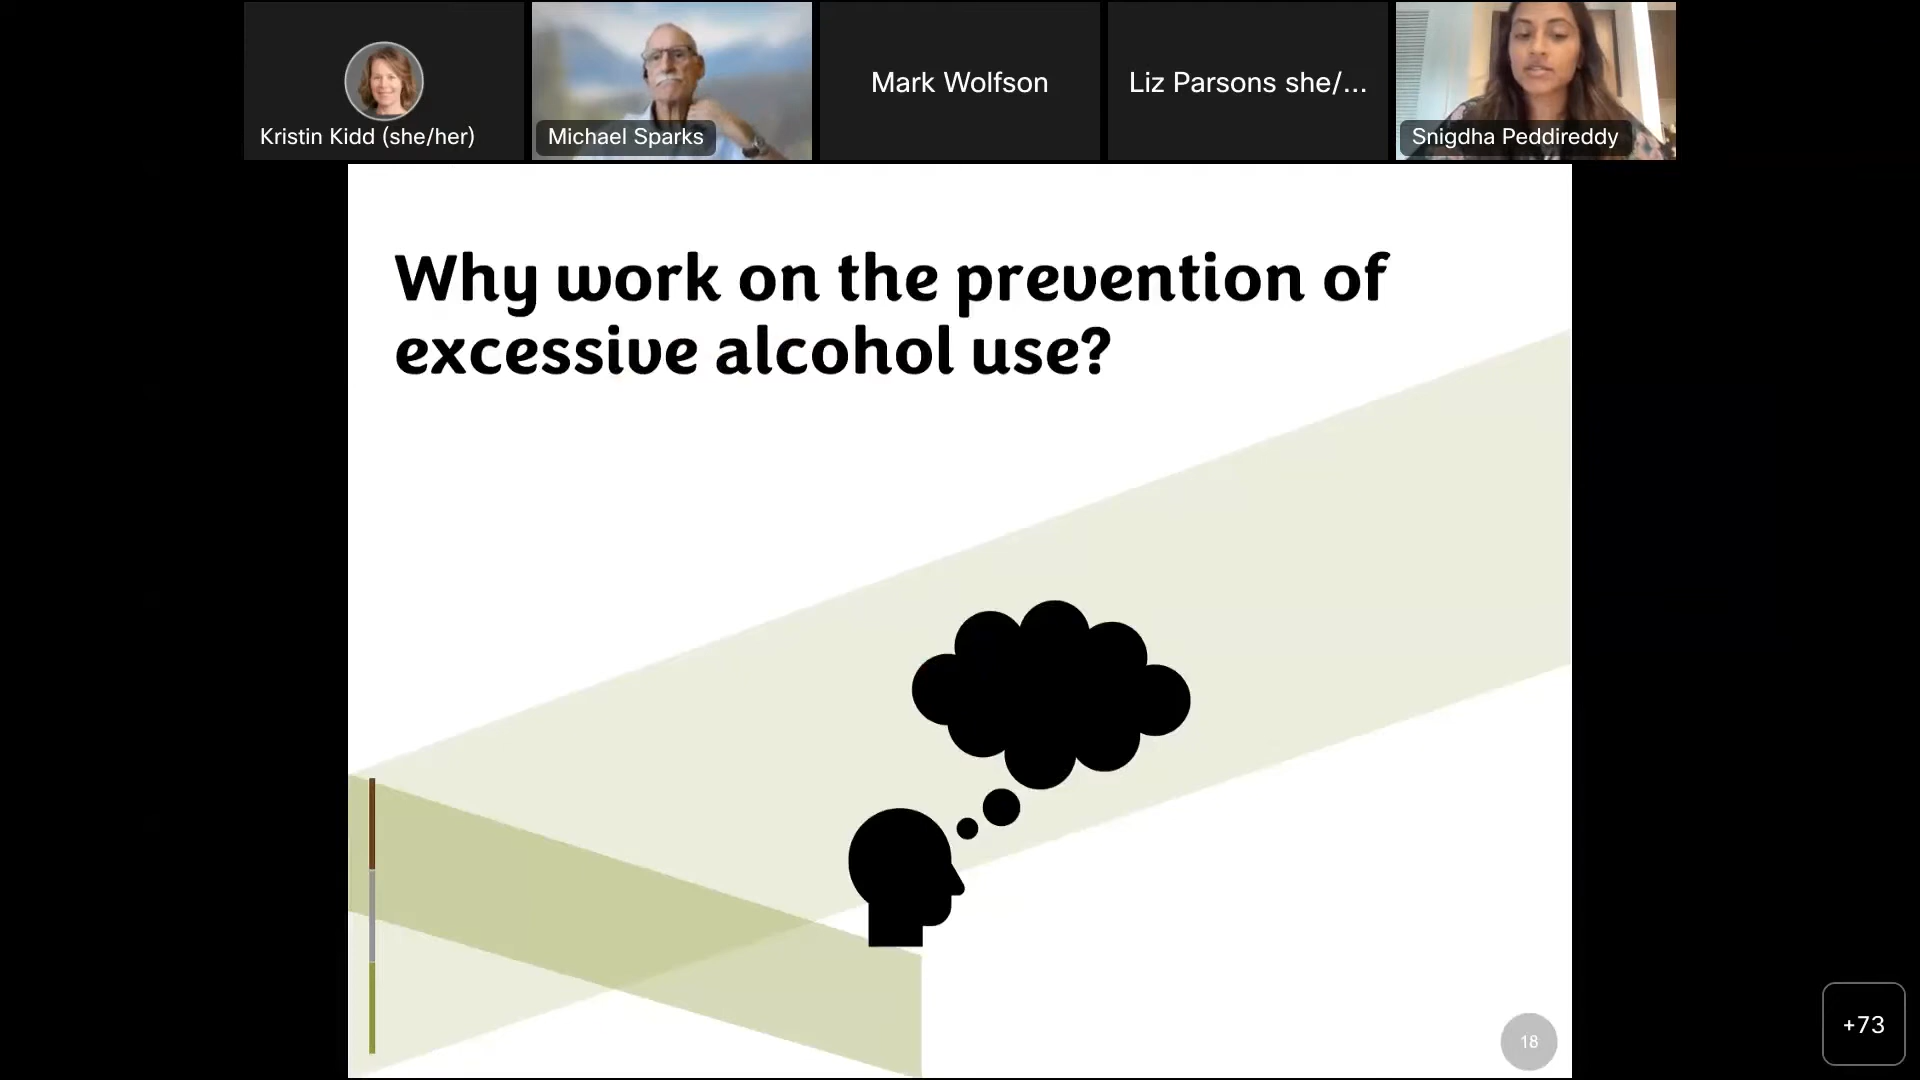 Kristin Kidd (she/her)
Michael Sparks
Mark Wolfson
Liz Parsons she/...
Snigdha Peddireddy
Why work on the prevention of
excessive alcohol use?
18
+73